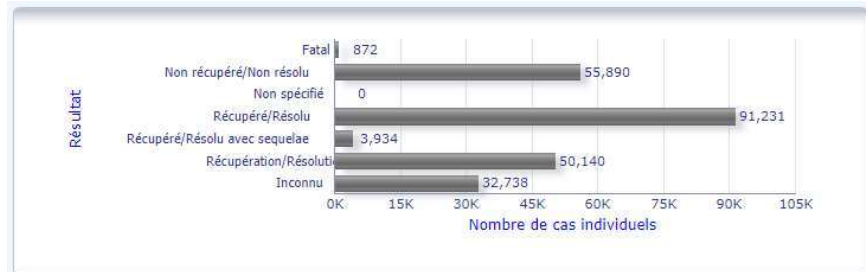 Résultat
Fatal 872
Non récupéré/Non résolu 55,890
Non spécifié 0
Récupéré/Résolu 91,231
Récupéré/Résolu avec sequelae 3,934
Récupération/Résoluti 50,140
Inconnu 32,738
0K 15K 30K 45K 60K 75K 90K 105K
Nombre de cas individuels